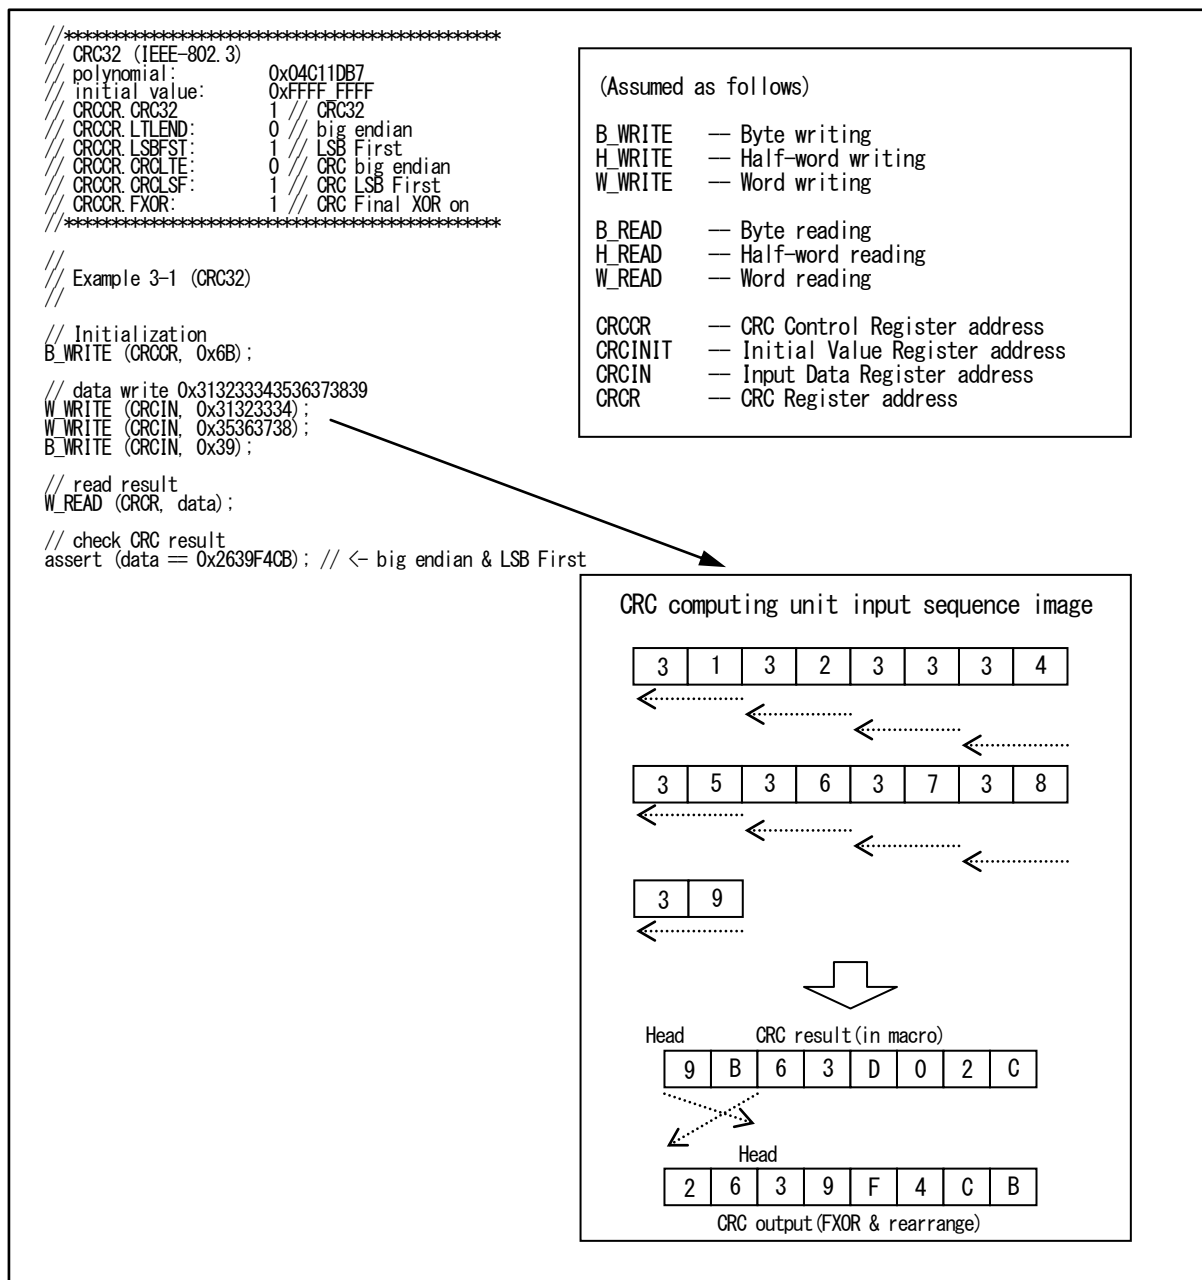 //**************************************************
// CRC32 (IEEE-802.3)
// polynomial: 0x04C11DB7
// initial value: 0xFFFF_FFFF
// CRCCR.CRC32 1 // CRC32
// CRCCR.LTLEND: 0 // big endian
// CRCCR.LSBFST: 1 // LSB First
// CRCCR.CRCLTE: 0 // CRC big endian
// CRCCR.CRCLSF: 1 // CRC LSB First
// CRCCR.FXOR: 1 // CRC Final XOR on
//**************************************************
//
// Example 3-1 (CRC32)
//
// Initialization
B_WRITE (CRCCR, 0x6B);
// data write 0x313233343536373839
W_WRITE (CRCIN, 0x31323334);
W_WRITE (CRCIN, 0x35363738);
B_WRITE (CRCIN, 0x39);
// read result
W_READ (CRCR, data);
// check CRC result
assert (data == 0x2639F4CB); // <- big endian & LSB First
(Assumed as follows)
B_WRITE -- Byte writing
H_WRITE -- Half-word writing
W_WRITE -- Word writing
B_READ -- Byte reading
H_READ -- Half-word reading
W_READ -- Word reading
CRCCR -- CRC Control Register address
CRCINIT -- Initial Value Register address
CRCIN -- Input Data Register address
CRCR -- CRC Register address
CRC computing unit input sequence image
3 1 3 2 3 3 3 4
3 5 3 6 3 7 3 8
3 9
Head CRC result(in macro)
9 B 6 3 D 0 2 C
Head
2 6 3 9 F 4 C B
CRC output(FXOR & rearrange)